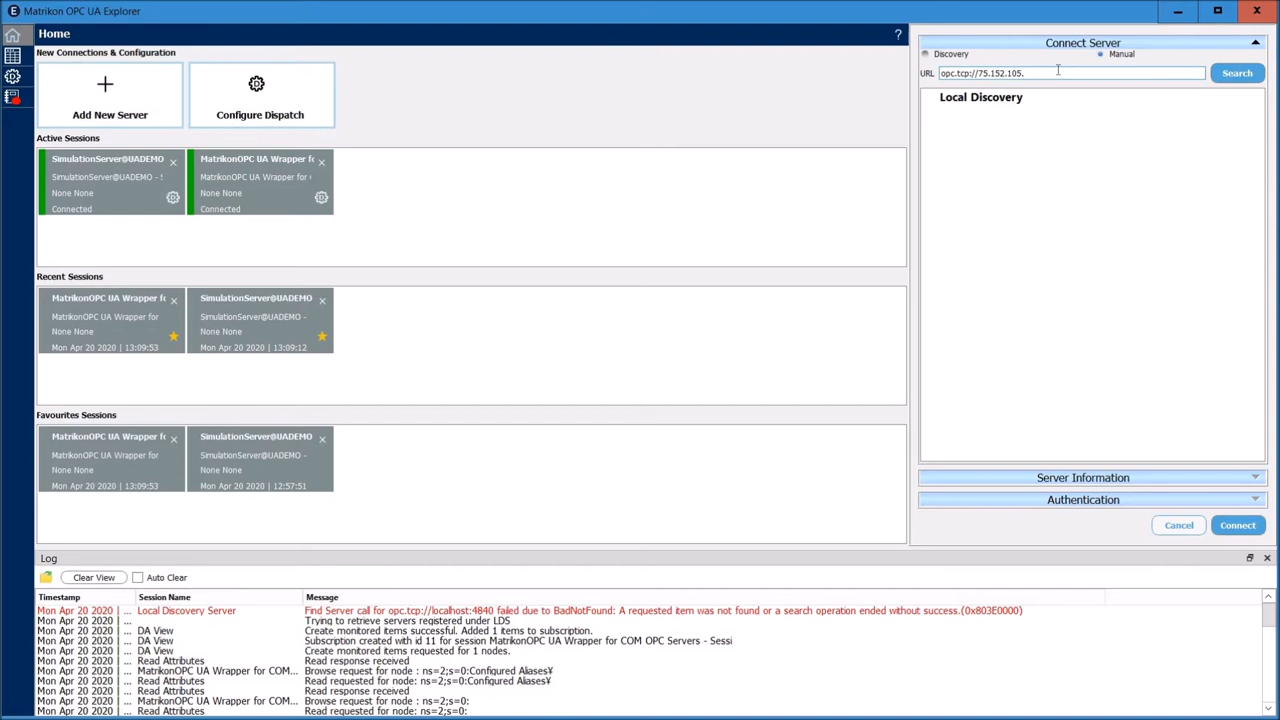 Matrikon OPC UA Explorer
Home
?
New Connections & Configuration
Add New Server
Configure Dispatch
Active Sessions
SimulationServer@UADEMO
SimulationServer@UADEMO -
None None
Connected
MatrikonOPC UA Wrapper fo
MatrikonOPC UA Wrapper for
None None
Connected
Recent Sessions
MatrikonOPC UA Wrapper fo
MatrikonOPC UA Wrapper for
None None
Mon Apr 20 2020 | 13:09:53
SimulationServer@UADEMO
SimulationServer@UADEMO -
None None
Mon Apr 20 2020 | 13:09:12
Favourites Sessions
MatrikonOPC UA Wrapper fo
MatrikonOPC UA Wrapper for
None None
Mon Apr 20 2020 | 13:09:53
SimulationServer@UADEMO
SimulationServer@UADEMO -
None None
Mon Apr 20 2020 | 12:57:51
Connect Server
Discovery
Manual
URL opc.tcp://75.152.105. Search
Local Discovery
Server Information
Authentication
Cancel Connect
Log
Clear View Auto Clear
Timestamp Session Name Message
Mon Apr 20 2020 | ... Local Discovery Server Find Server call for opc.tcp://localhost:4840 failed due to BadNotFound: A requested item was not found or a search operation ended without success.(0x803E0000)
Mon Apr 20 2020 | ... Trying to retrieve servers registered under LDS
Mon Apr 20 2020 | ... DA View Create monitored items successful. Added 1 items to subscription.
Mon Apr 20 2020 | ... DA View Subscription created with id 11 for session MatrikonOPC UA Wrapper for COM OPC Servers - Sessi
Mon Apr 20 2020 | ... DA View Create monitored items requested for 1 nodes.
Mon Apr 20 2020 | ... Read Attributes Read response received
Mon Apr 20 2020 | ... MatrikonOPC UA Wrapper for COM... Browse request for node : ns=2;s=0:Configured Aliases¥
Mon Apr 20 2020 | ... Read Attributes Read requested for node: ns=2;s=0:Configured Aliases¥
Mon Apr 20 2020 | ... Read Attributes Read response received
Mon Apr 20 2020 | ... MatrikonOPC UA Wrapper for COM... Browse request for node : ns=2;s=0:
Mon Apr 20 2020 | ... Read Attributes Read requested for node: ns=2;s=0: